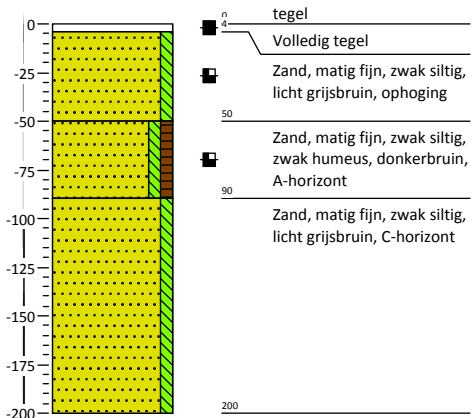 0
-25
-50
-75
-100
-125
-150
-175
-200
0
tegel
4
Volledig tegel
Zand, matig fijn, zwak siltig,
licht grijsbruin, ophoging
50
Zand, matig fijn, zwak siltig,
zwak humeus, donkerbruin,
A-horizont
90
Zand, matig fijn, zwak siltig,
licht grijsbruin, C-horizont
200